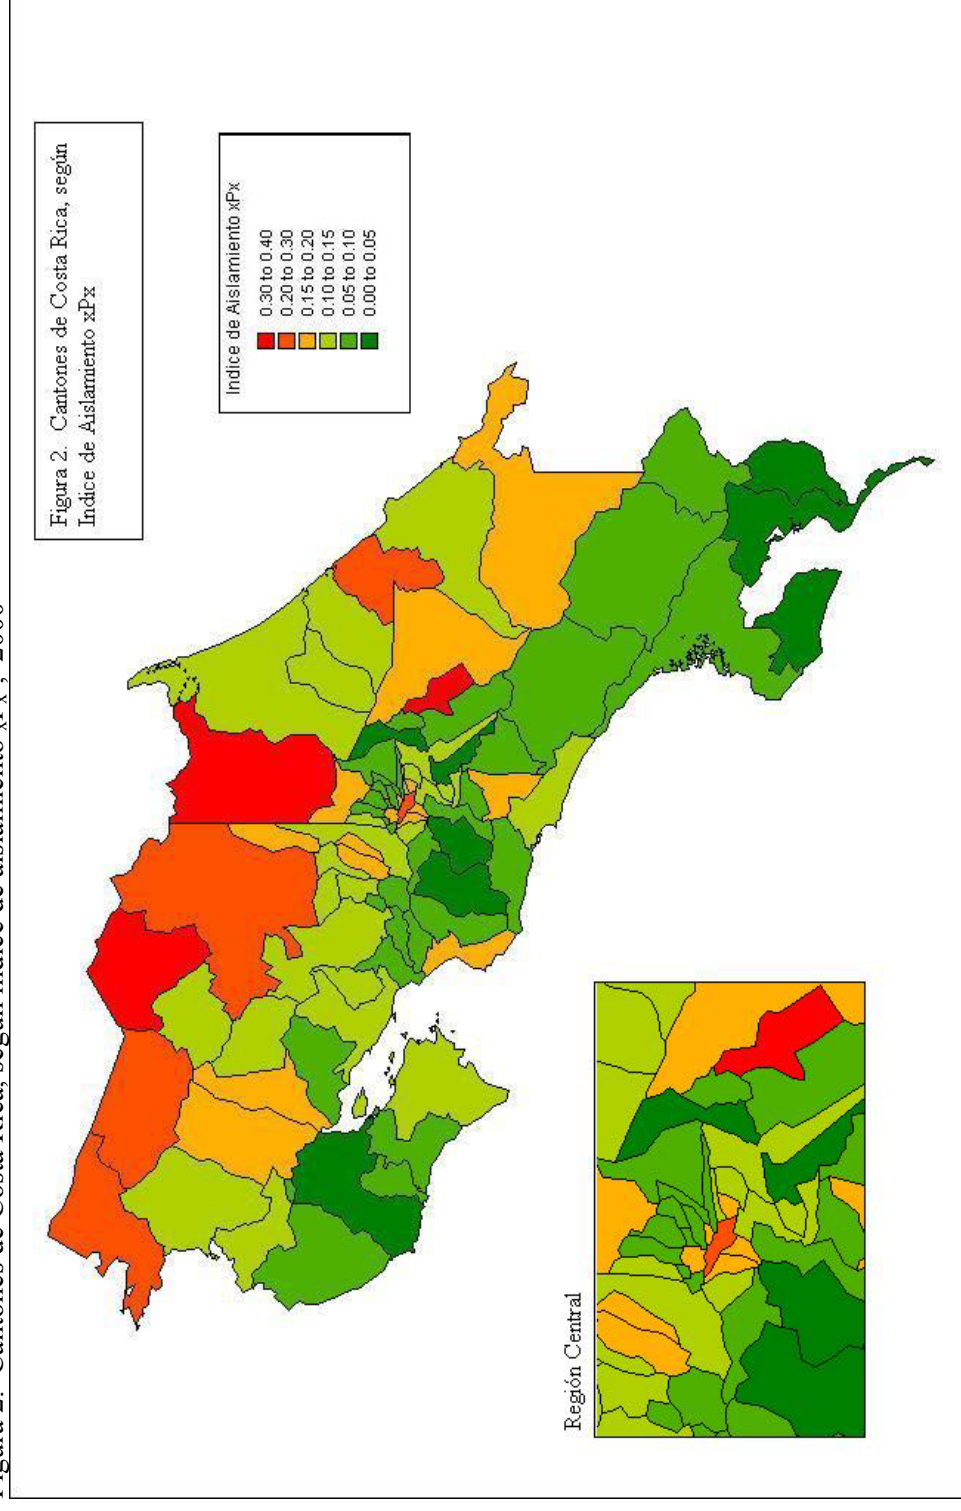 Figura 2. Cantones de Costa Rica, según
Indice de Aislamiento xPx
Indice de Aislamiento xPx
0.30 to 0.40
0.20 to 0.30
0.15 to 0.20
0.10 to 0.15
0.05 to 0.10
0.00 to 0.05
Región Central